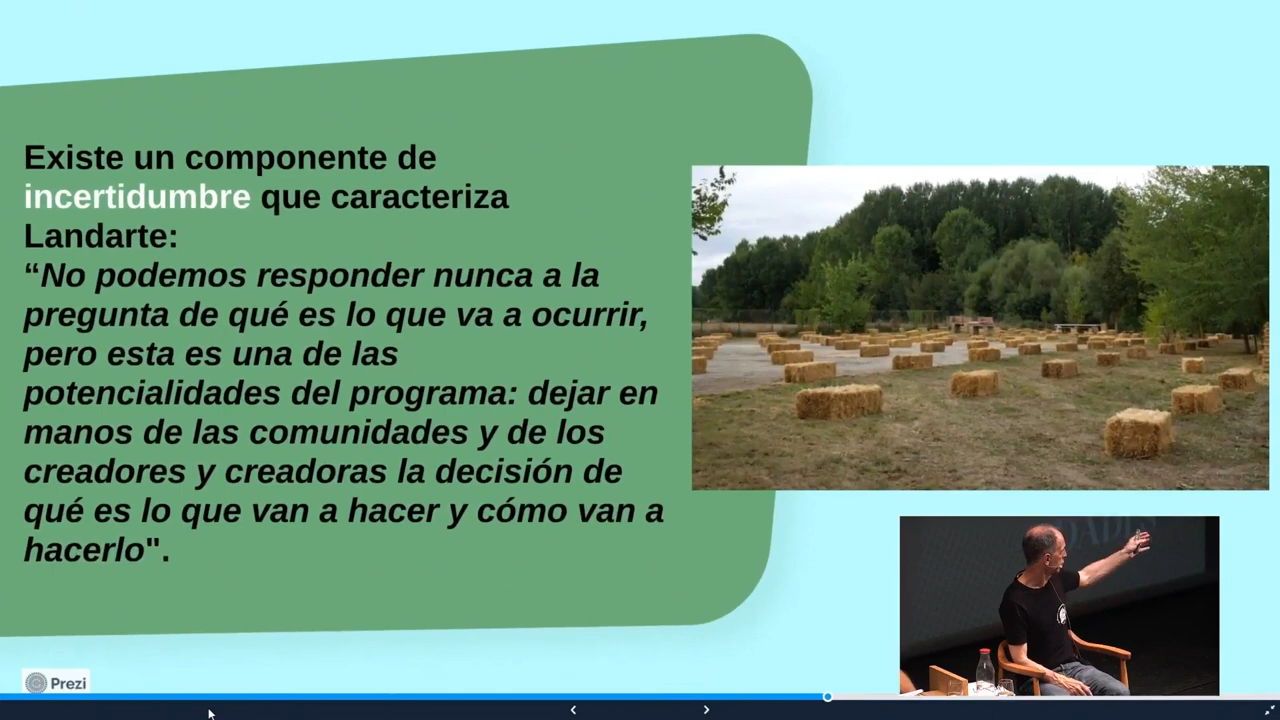 Existe un componente de
incertidumbre que caracteriza
Landarte:
“No podemos responder nunca a la
pregunta de qué es lo que va a ocurrir,
pero esta es una de las
potencialidades del programa: dejar en
manos de las comunidades y de los
creadores y creadoras la decisión de
qué es lo que van a hacer y cómo van a
hacerlo".
Prezi